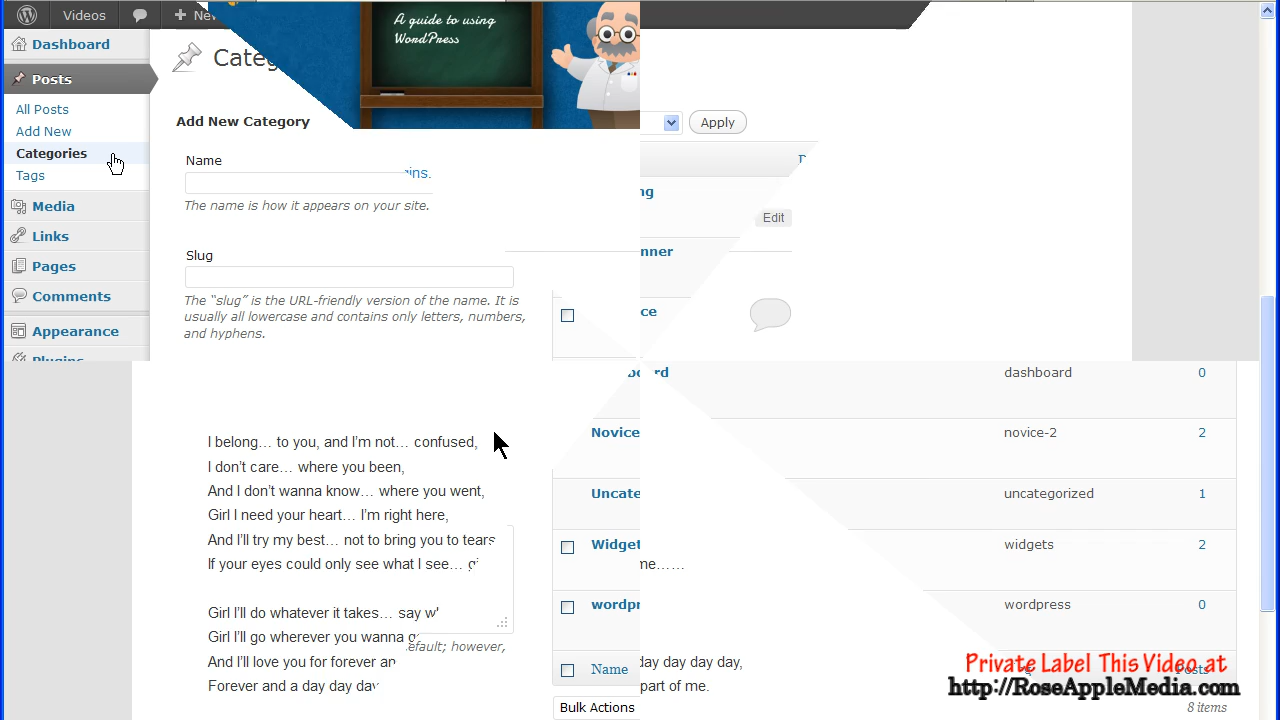 Videos
New
A guide to using
WordPress
Dashboard
Posts
All Posts
Add New
Categories
Tags
Media
Links
Pages
Comments
Appearance
Add New Category
Name
The name is how it appears on your site.
Slug
The “slug” is the URL-friendly version of the name. It is
usually all lowercase and contains only letters, numbers,
and hyphens.
Apply
Edit
dashboard 0
Novice novice-2 2
uncategorized 1
widgets 2
wordpress 0
I belong… to you, and I’m not… confused,
I don’t care… where you been,
And I don’t wanna know… where you went,
Girl I need your heart… I’m right here,
And I’ll try my best… not to bring you to tears
If your eyes could only see what I see…
me……
Girl I’ll do whatever it takes… say
Girl I’ll go wherever you wanna
however,
And I’ll love you for forever
Name
day day day day,
Forever and a day day
part of me.
Bulk Actions
8 items
Private Label This Video at
http://RoseAppleMedia.com